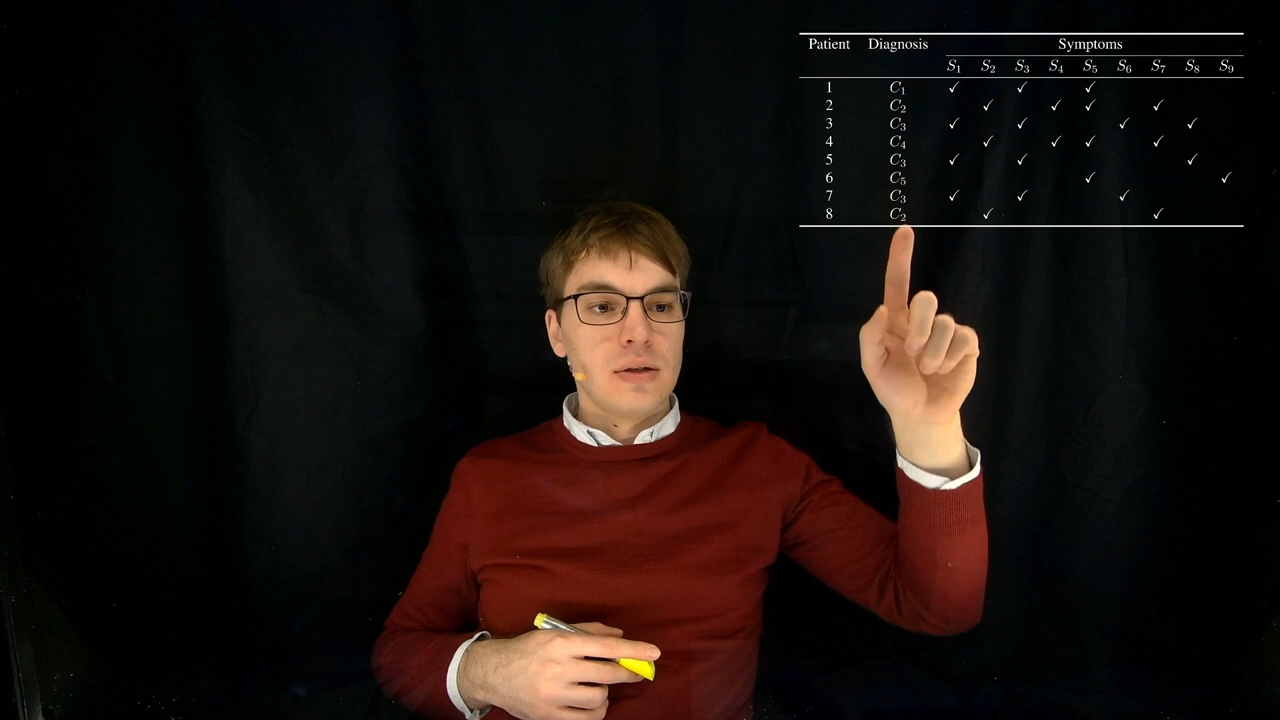 Patient Diagnosis Symptoms
S1 S2 S3 S4 S5 S6 S7 S8 S9
1 C1 ✓ ✓ ✓
2 C2 ✓ ✓ ✓ ✓
3 C3 ✓ ✓ ✓ ✓
4 C4 ✓ ✓ ✓ ✓
5 C3 ✓ ✓ ✓
6 C5 ✓ ✓
7 C3 ✓ ✓ ✓
8 C2 ✓ ✓